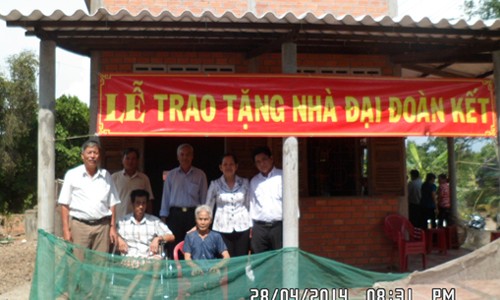 LỄ TRAO TẶNG NHÀ ĐẠI ĐOÀN KẾT
28/04/2014 08:31 PM